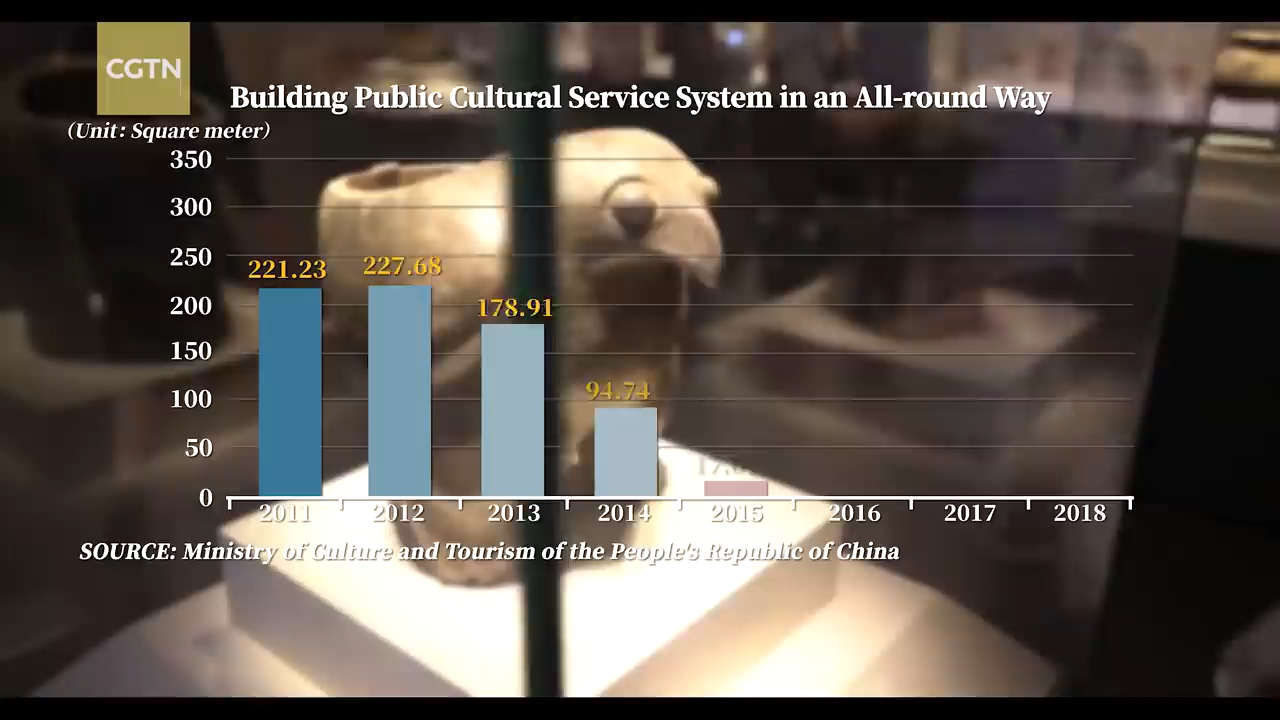 CGTN
Building Public Cultural Service System in an All-round Way
(Unit: Square meter)
350
300
250
200
150
100
50
0
221.23
227.68
178.91
94.74
2011 2012 2013 2014 2015 2016 2017 2018
SOURCE: Ministry of Culture and Tourism of the People's Republic of China